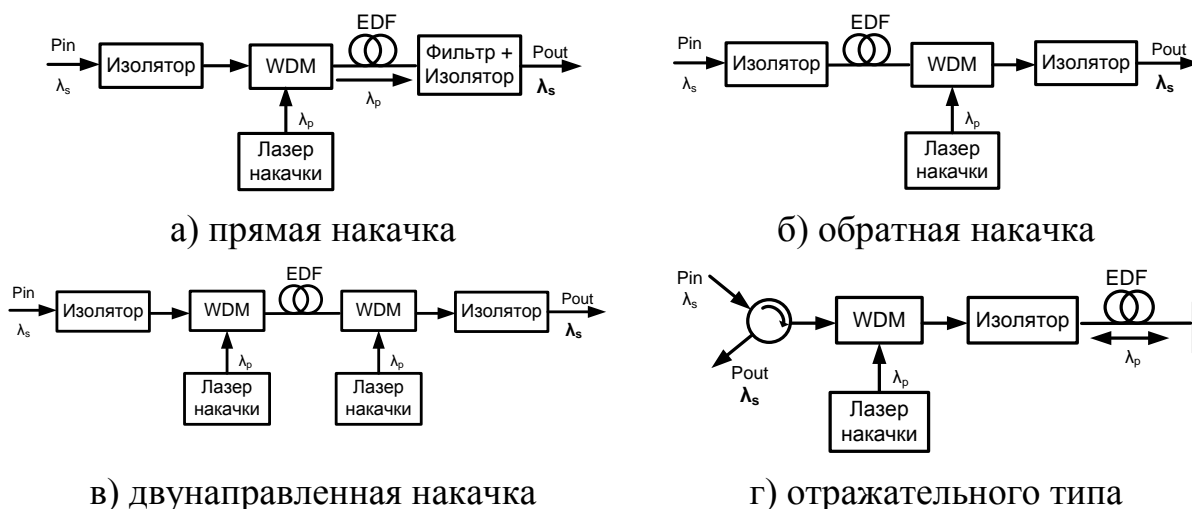 EDF
Pin
λs
Изолятор
WDM
λp
Фильтр +
Изолятор
Pout
λs
λp
Лазер
накачки
а) прямая накачка
EDF
Pin
λs
Изолятор
WDM
Изолятор
Pout
λs
λp
Лазер
накачки
б) обратная накачка
EDF
Pin
λs
Изолятор
WDM
WDM
Изолятор
Pout
λs
λp
λp
Лазер
накачки
Лазер
накачки
в) двунаправленная накачка
Pin
λs
EDF
WDM
Изолятор
λp
Pout
λs
λp
Лазер
накачки
г) отражательного типа